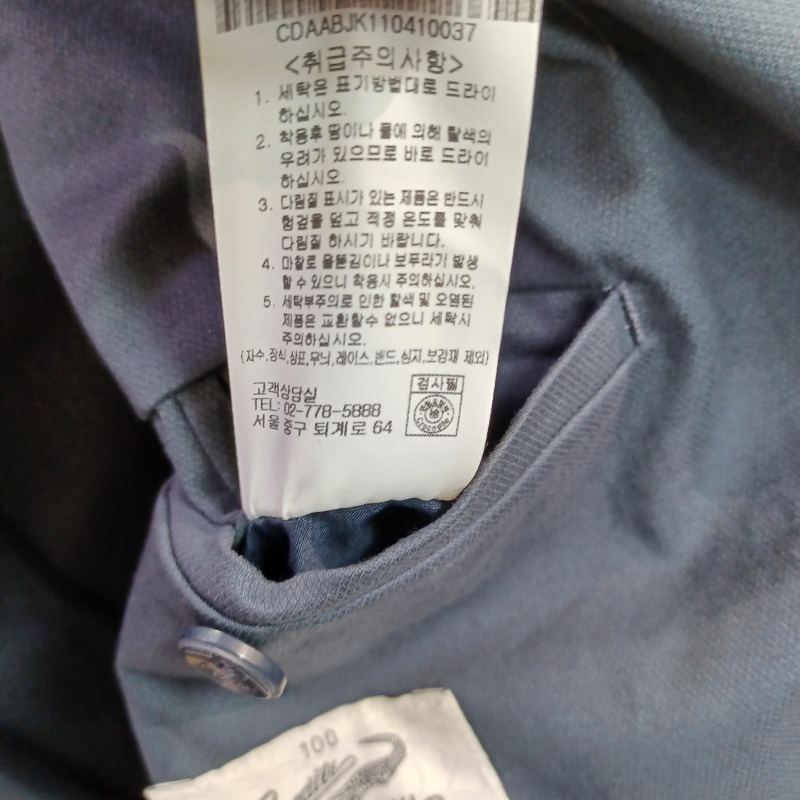 CDAABJK110410037
<취급주의사항>
1. 세탁은 표기방법대로 드라이
하십시오.
2. 착용후 땀이나 물에 의해 탈색의
우려가 있으므로 바로 드라이
하십시오.
3. 다림질 표시가 있는 제품은 반드시
헝겊을 덮고 적정 온도를 맞춰
다림질 하시기 바랍니다.
4. 마찰로 올뜯김이나 보푸라기 발생
할 수 있으니 착용시 주의하십시오.
5. 세탁부주의로 인한 탈색 및 오염된
제품은 교환할수 없으니 세탁시
주의하십시오.
(자수,장식,상표,무늬,레이스,밴드,심지,보강재 제외)
고객상담실
TEL: 02-778-5888
서울 중구 퇴계로 64
검사필
Crocodile
100